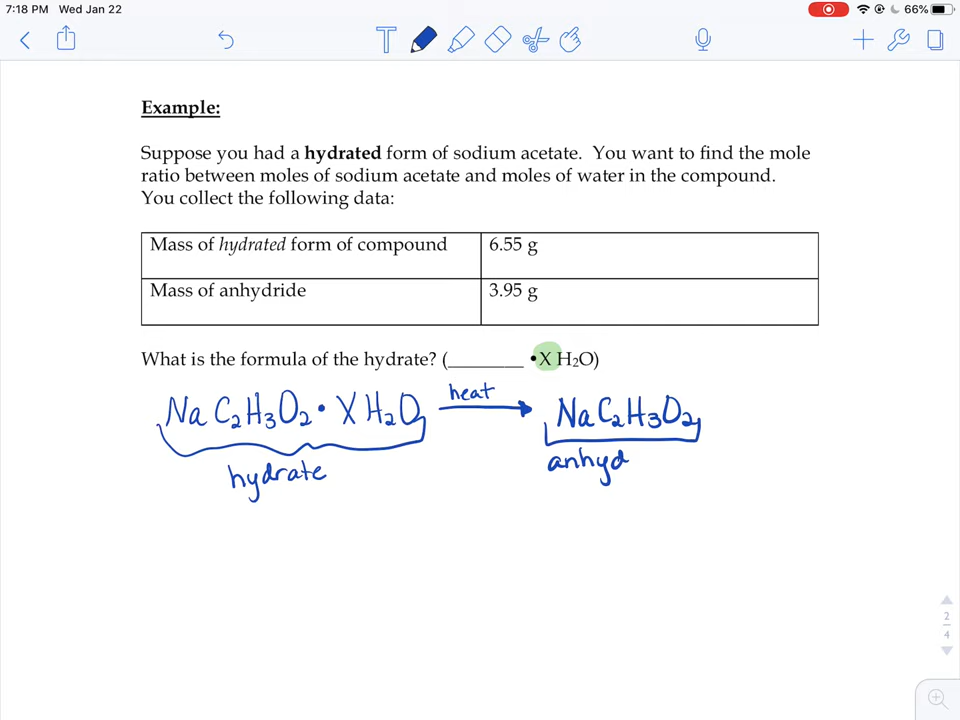 7:18 PM Wed Jan 22
66%
Example:
Suppose you had a hydrated form of sodium acetate. You want to find the mole
ratio between moles of sodium acetate and moles of water in the compound.
You collect the following data:
Mass of hydrated form of compound 6.55 g
Mass of anhydride 3.95 g
What is the formula of the hydrate? (________ •X H₂O)
NaC₂H₃O₂ • X H₂O heat → NaC₂H₃O₂
hydrate anhyd
2
4